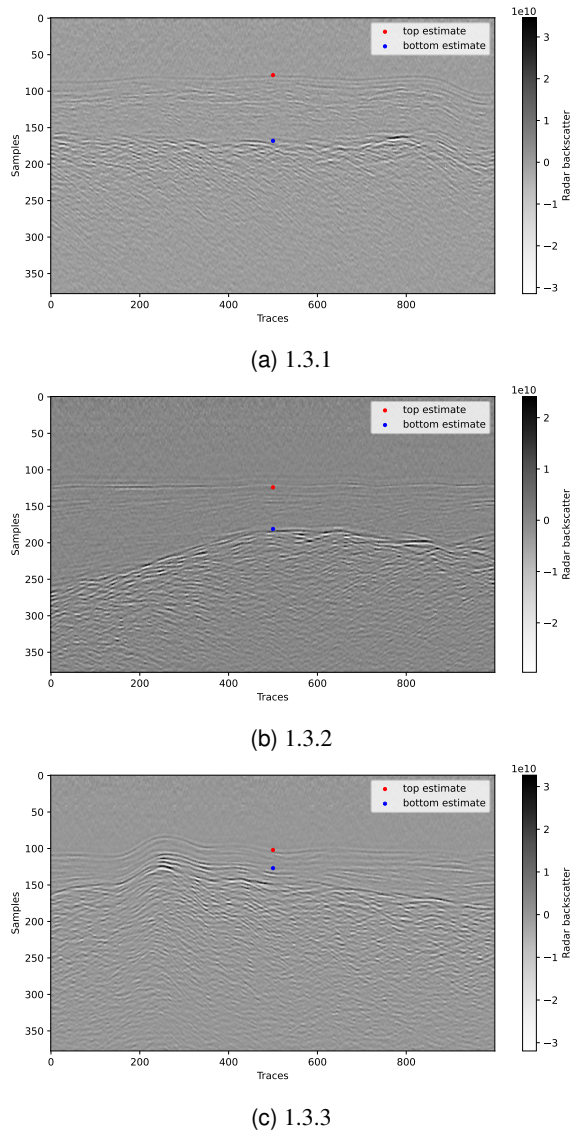 1e10
top estimate
bottom estimate
0
50
100
150
200
250
300
350
Samples
0
200
400
600
800
Traces
3
2
1
0
−1
−2
−3
Radar backscatter
(a) 1.3.1
1e10
top estimate
bottom estimate
0
50
100
150
200
250
300
350
Samples
0
200
400
600
800
Traces
2
1
0
−1
−2
Radar backscatter
(b) 1.3.2
1e10
top estimate
bottom estimate
0
50
100
150
200
250
300
350
Samples
0
200
400
600
800
Traces
3
2
1
0
−1
−2
−3
Radar backscatter
(c) 1.3.3